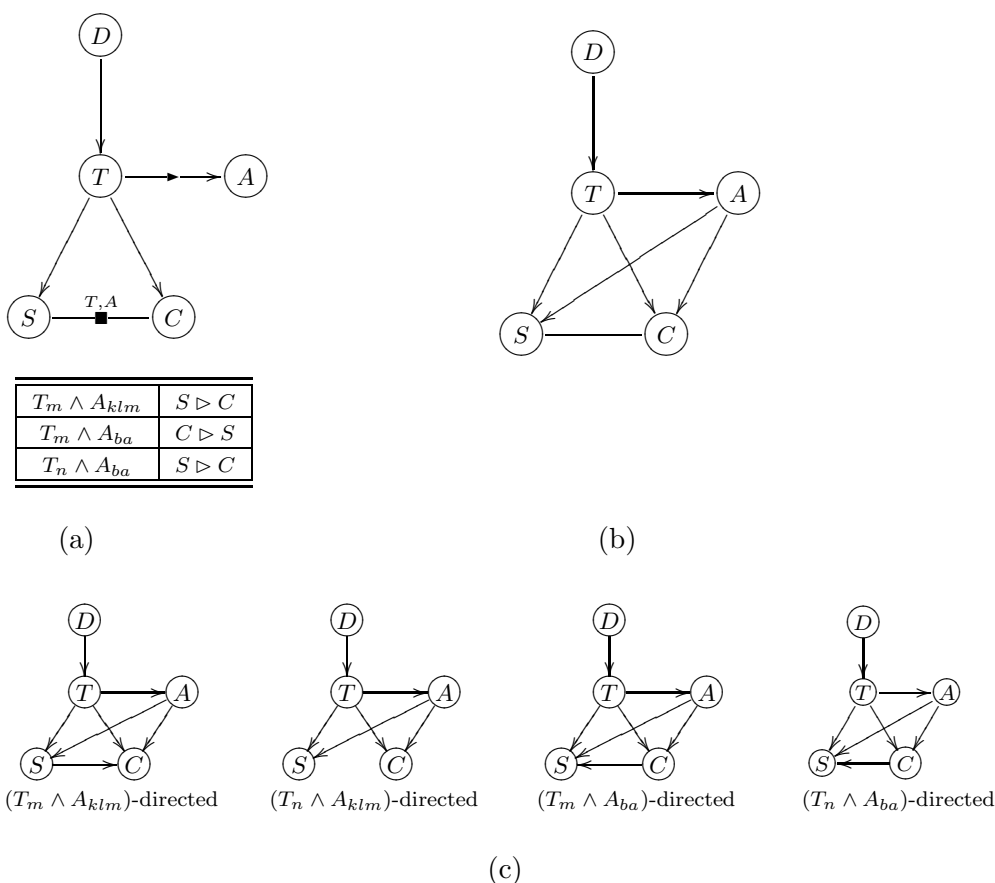 D
T A
T,A
S C
T_m ∧ A_klm S ▷ C
T_m ∧ A_ba C ▷ S
T_n ∧ A_ba S ▷ C
(a)
D
T A
S C
(b)
D
T A
S C
(T_m ∧ A_klm)-directed
D
T A
S C
(T_n ∧ A_klm)-directed
D
T A
S C
(T_m ∧ A_ba)-directed
D
T A
S C
(T_n ∧ A_ba)-directed
(c)